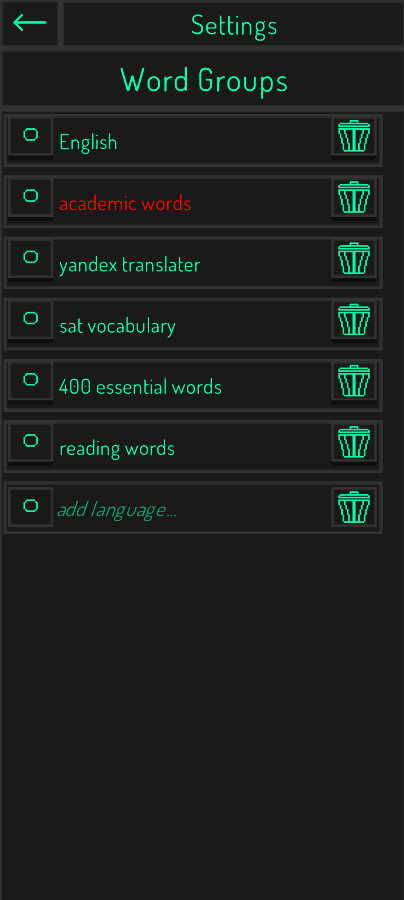 Settings
Word Groups
English
academic words
yandex translater
sat vocabulary
400 essential words
reading words
add language...